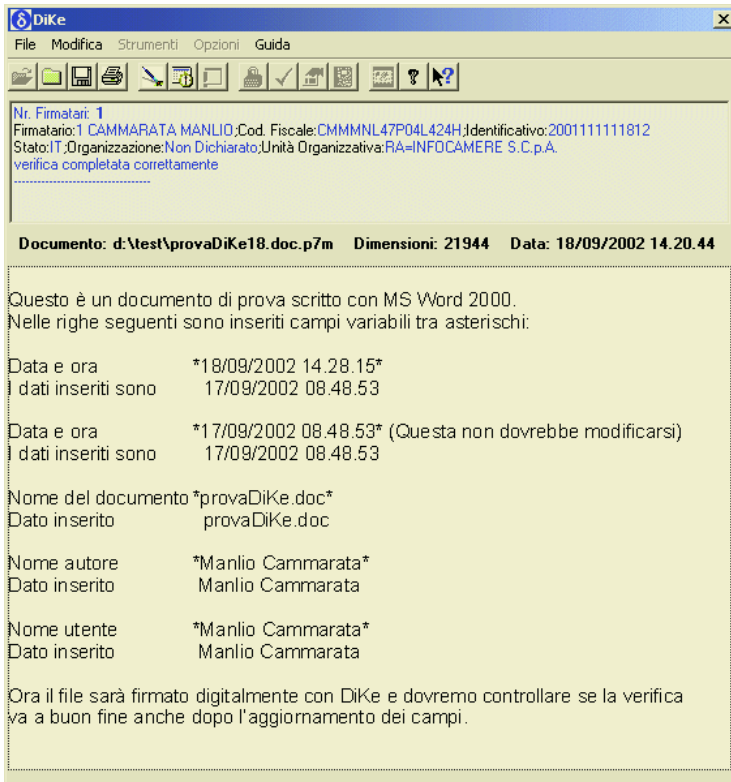 DiKe
File Modifica Strumenti Opzioni Guida
Nr. Firmatari: 1
Firmatario:1 CAMMARATA MANLIO;Cod. Fiscale:CMMMNL47P04L424H;Identificativo:2001111111812
Stato:IT;Organizzazione:Non Dichiarato;Unità Organizzativa:RA=INFOCAMERE S.C.p.A.
verifica completata correttamente
----------------------------------
Documento: d:\test\provaDiKe18.doc.p7m Dimensioni: 21944 Data: 18/09/2002 14.20.44
Questo è un documento di prova scritto con MS Word 2000.
Nelle righe seguenti sono inseriti campi variabili tra asterischi:
Data e ora *18/09/2002 14.28.15*
I dati inseriti sono 17/09/2002 08.48.53
Data e ora *17/09/2002 08.48.53* (Questa non dovrebbe modificarsi)
I dati inseriti sono 17/09/2002 08.48.53
Nome del documento *provaDiKe.doc*
Dato inserito provaDiKe.doc
Nome autore *Manlio Cammarata*
Dato inserito Manlio Cammarata
Nome utente *Manlio Cammarata*
Dato inserito Manlio Cammarata
Ora il file sarà firmato digitalmente con DiKe e dovremo controllare se la verifica
va a buon fine anche dopo l'aggiornamento dei campi.